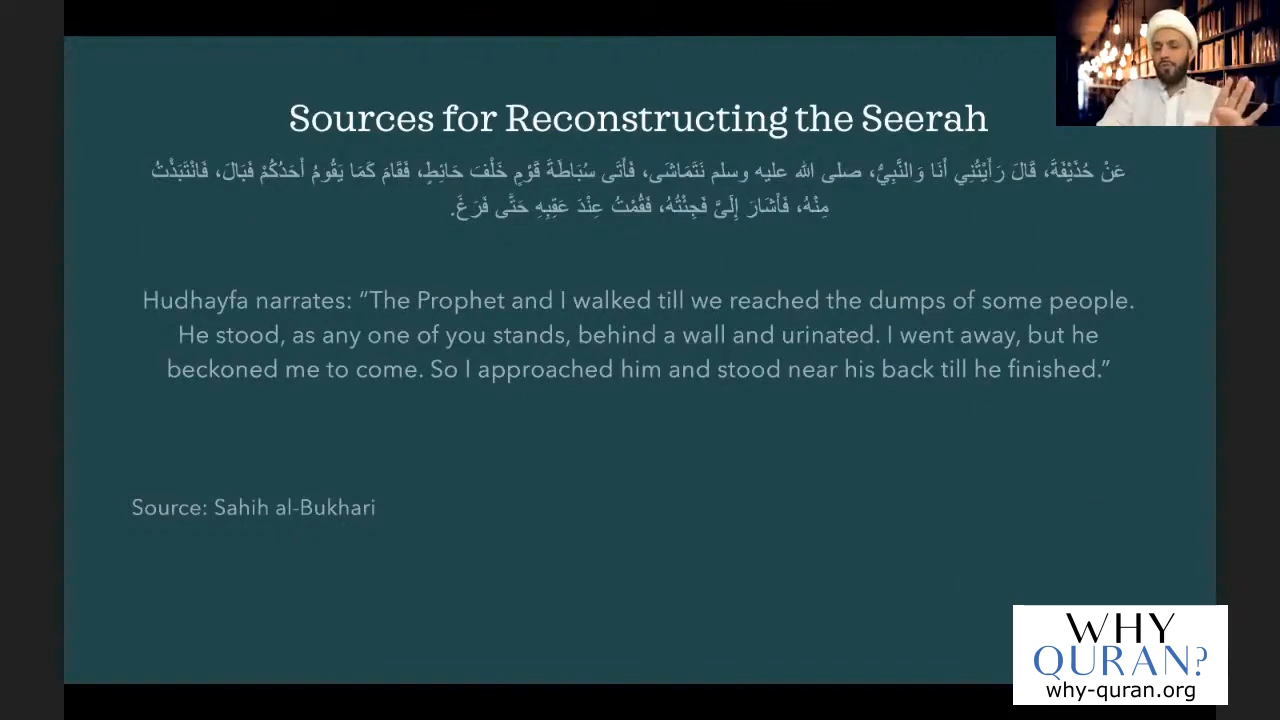 Sources for Reconstructing the Seerah
عَنْ حُذَيْفَةَ، قَالَ رَأَيْتُنِي أَنَا وَالنَّبِيُّ، صلى الله عليه وسلم نَتَمَاشَى، فَأَتَى سُبَاطَةَ قَوْمٍ خَلْفَ حَائِطٍ، فَقَامَ كَمَا يَقُومُ أَحَدُكُمْ فَبَالَ، فَانْتَبَذْتُ
مِنْهُ، فَأَشَارَ إِلَىَّ فَجِئْتُهُ، فَقُمْتُ عِنْدَ عَقِبِهِ حَتَّى فَرَغَ.
Hudhayfa narrates: “The Prophet and I walked till we reached the dumps of some people.
He stood, as any one of you stands, behind a wall and urinated. I went away, but he
beckoned me to come. So I approached him and stood near his back till he finished.”
Source: Sahih al-Bukhari
WHY
QURAN?
why-quran.org